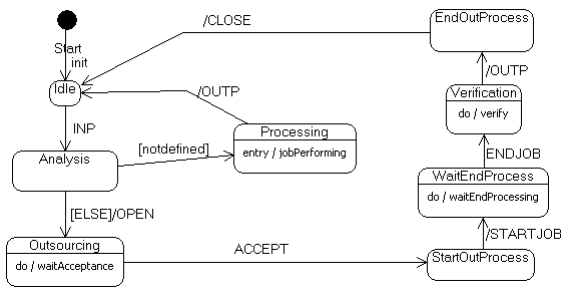 /CLOSE
EndOutProcess
Start
init
Idle
/OUTP
/OUTP
Verification
do / verify
INP
Processing
entry / jobPerforming
[notdefined]
Analysis
ENDJOB
WaitEndProcess
do / waitEndProcessing
[ELSE]/OPEN
/STARTJOB
Outsourcing
do / waitAcceptance
ACCEPT
StartOutProcess